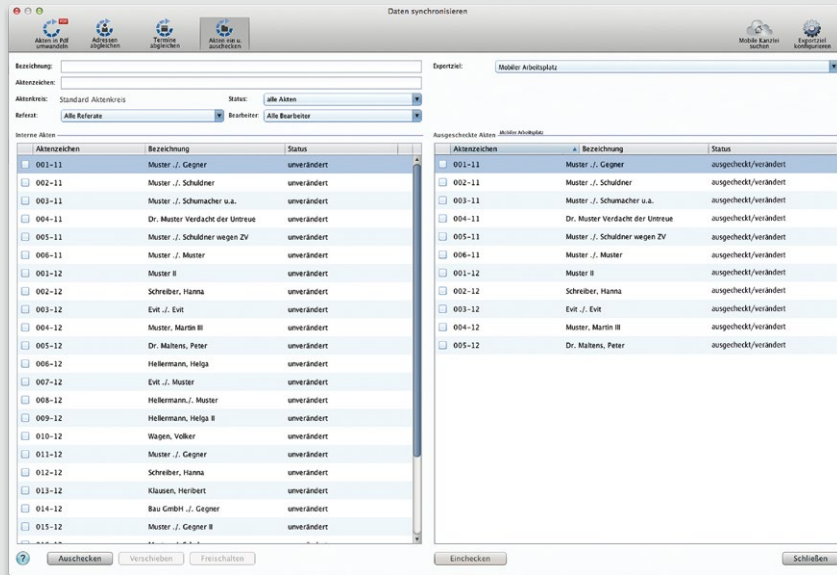 Daten synchronisieren
Akten in Pdf umwandeln
Adressen abgleichen
Termine abgleichen
Akten ein u. auschecken
Mobile Kanzlei suchen
Exportziel konfigurieren
Bezeichnung:
Aktenzeichen:
Aktenkreis: Standard Aktenkreis Status: alle Akten
Referat: Alle Referate Bearbeiter: Alle Bearbeiter
Exportziel: Mobiler Arbeitsplatz
Interne Akten
Aktenzeichen Bezeichnung Status
001-11 Muster ./. Gegner unverändert
002-11 Muster ./. Schuldner unverändert
003-11 Muster ./. Schumacher u.a. unverändert
004-11 Dr. Muster Verdacht der Untreue unverändert
005-11 Muster ./. Schuldner wegen ZV unverändert
006-11 Muster ./. Muster unverändert
001-12 Muster II unverändert
002-12 Schreiber, Hanna unverändert
003-12 Evit ./. Evit unverändert
004-12 Muster, Martin III unverändert
005-12 Dr. Maltens, Peter unverändert
006-12 Hellermann, Helga unverändert
007-12 Evit ./. Muster unverändert
008-12 Hellermann./. Muster unverändert
009-12 Hellermann, Helga II unverändert
010-12 Wagen, Volker unverändert
011-12 Muster ./. Gegner unverändert
012-12 Schreiber, Hanna unverändert
013-12 Klausen, Heribert unverändert
014-12 Bau GmbH ./. Gegner unverändert
015-12 Muster ./. Gegner II unverändert
Ausgescheckte Akten Mobiler Arbeitsplatz
Aktenzeichen Bezeichnung Status
001-11 Muster ./. Gegner ausgecheckt/verändert
002-11 Muster ./. Schuldner ausgecheckt/verändert
003-11 Muster ./. Schumacher u.a. ausgecheckt/verändert
004-11 Dr. Muster Verdacht der Untreue ausgecheckt/verändert
005-11 Muster ./. Schuldner wegen ZV ausgecheckt/verändert
006-11 Muster ./. Muster ausgecheckt/verändert
001-12 Muster II ausgecheckt/verändert
002-12 Schreiber, Hanna ausgecheckt/verändert
003-12 Evit ./. Evit ausgecheckt/verändert
004-12 Muster, Martin III ausgecheckt/verändert
005-12 Dr. Maltens, Peter ausgecheckt/verändert
? Auschecken Verschieben Freischalten Einchecken Schließen